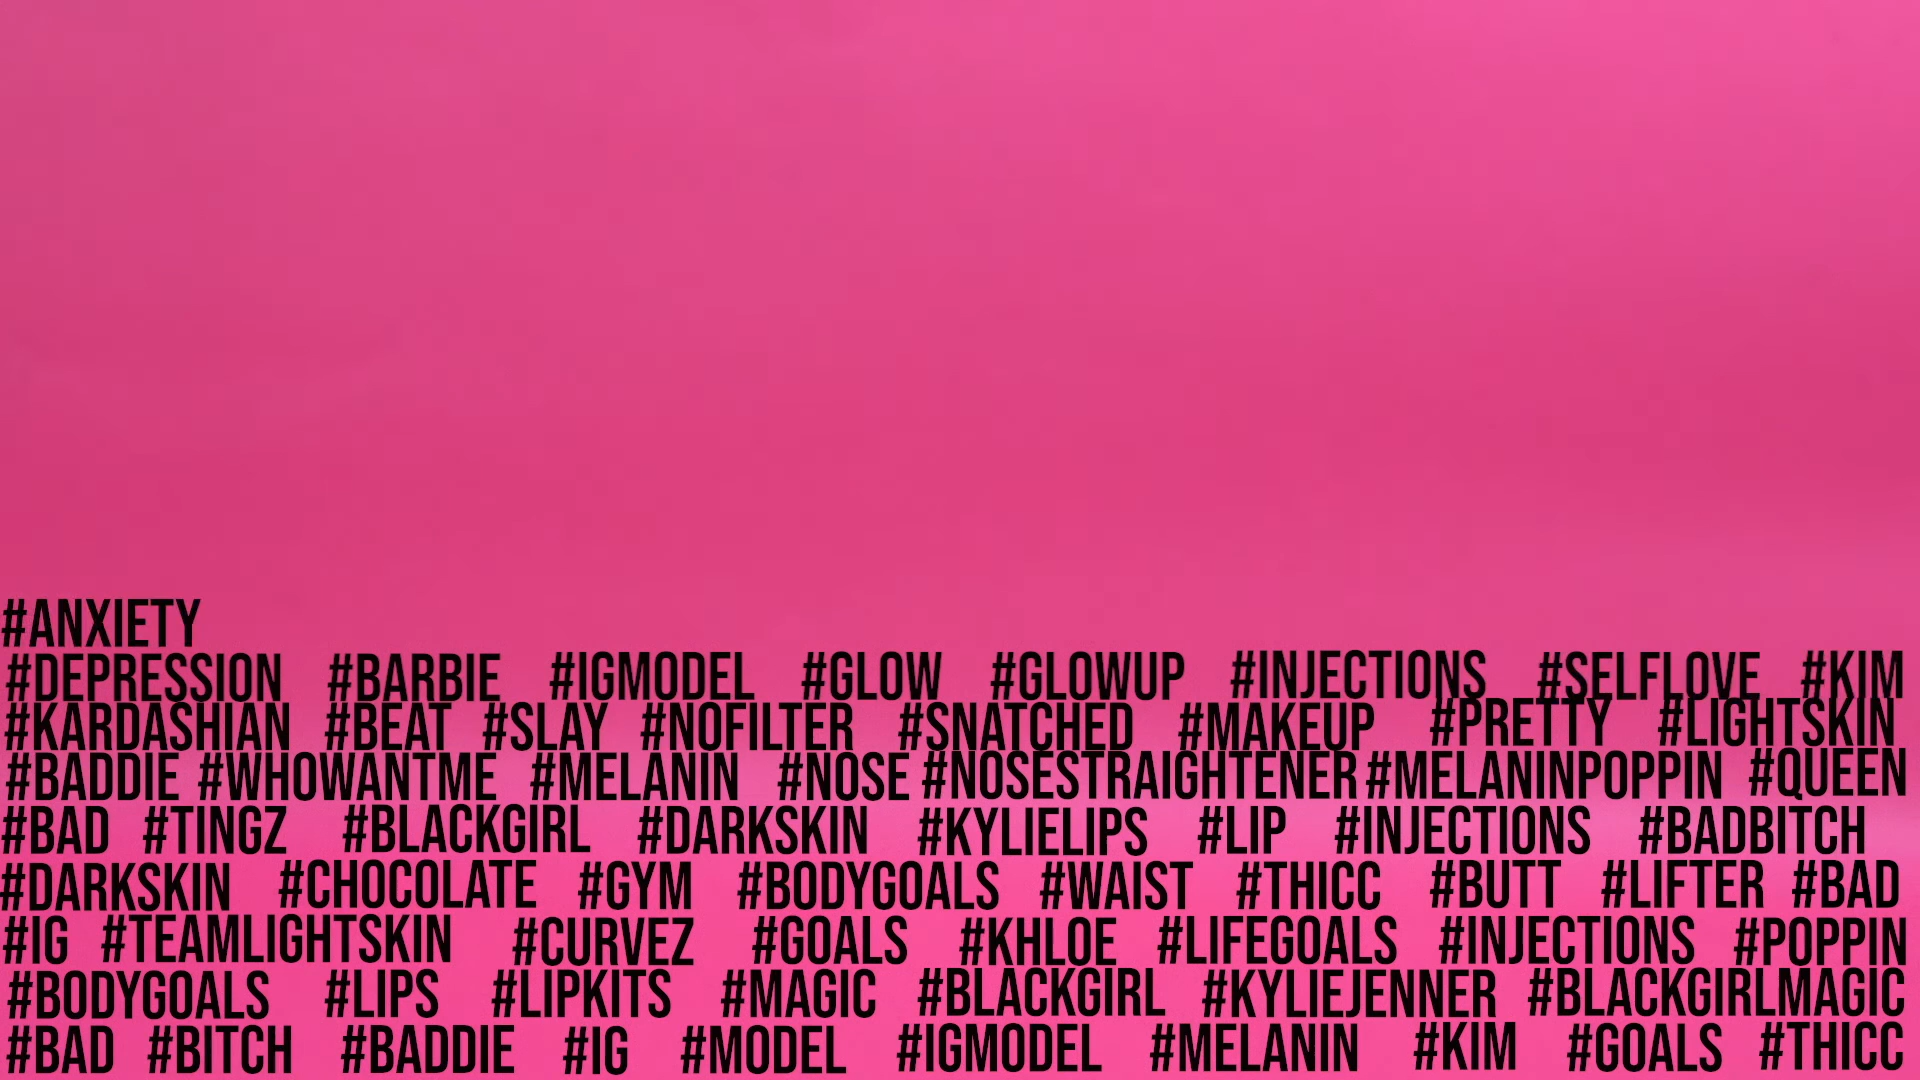 #ANXIETY
#DEPRESSION #BARBIE #IGMODEL #GLOW #GLOWUP #INJECTIONS #SELFLOVE #KIM
#KARDASHIAN #BEAT #SLAY #NOFILTER #SNATCHED #MAKEUP #PRETTY #LIGHTSKIN
#BADDIE #WHOWANTME #MELANIN #NOSE #NOSESTRAIGHTENER #MELANINPOPPIN #QUEEN
#BAD #TINGZ #BLACKGIRL #DARKSKIN #KYLIELIPS #LIP #INJECTIONS #BADBITCH
#DARKSKIN #CHOCOLATE #GYM #BODYGOALS #WAIST #THICC #BUTT #LIFTER #BAD
#IG #TEAMLIGHTSKIN #CURVEZ #GOALS #KHLOE #LIFEGOALS #INJECTIONS #POPPIN
#BODYGOALS #LIPS #LIPKITS #MAGIC #BLACKGIRL #KYLIEJENNER #BLACKGIRLMAGIC
#BAD #BITCH #BADDIE #IG #MODEL #IGMODEL #MELANIN #KIM #GOALS #THICC